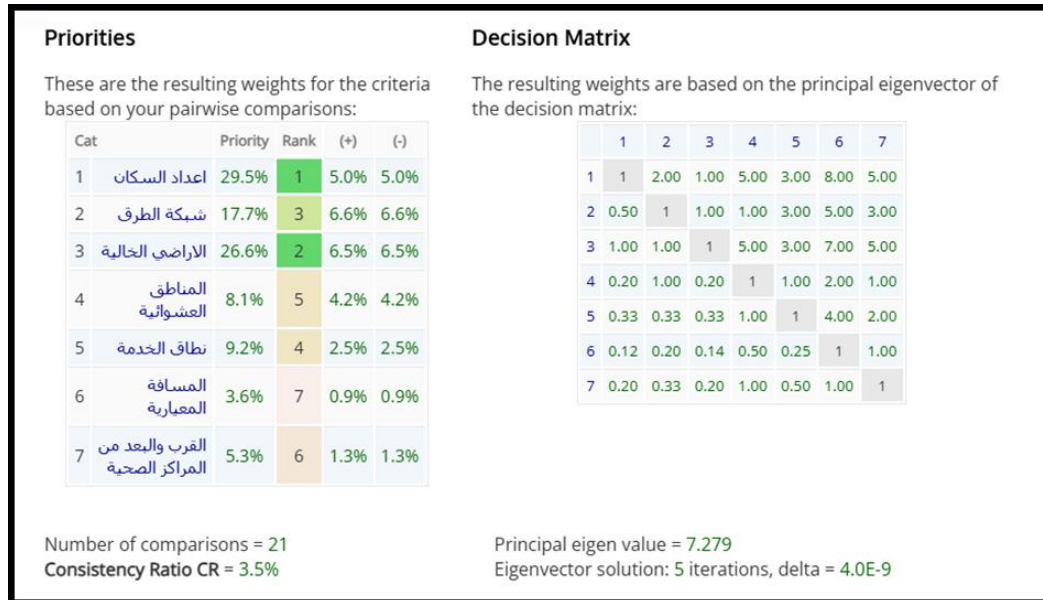 Priorities
These are the resulting weights for the criteria
based on your pairwise comparisons:
Cat Priority Rank (+) (-)
1 اعداد السكان 29.5% 1 5.0% 5.0%
2 شبكة الطرق 17.7% 3 6.6% 6.6%
3 الاراضي الخالية 26.6% 2 6.5% 6.5%
4 المناطق
العشوائية 8.1% 5 4.2% 4.2%
5 نطاق الخدمة 9.2% 4 2.5% 2.5%
6 المسافة
المعيارية 3.6% 7 0.9% 0.9%
7 القرب والبعد من
المراكز الصحية 5.3% 6 1.3% 1.3%
Number of comparisons = 21
Consistency Ratio CR = 3.5%
Decision Matrix
The resulting weights are based on the principal eigenvector of
the decision matrix:
1 2 3 4 5 6 7
1 1 2.00 1.00 5.00 3.00 8.00 5.00
2 0.50 1 1.00 1.00 3.00 5.00 3.00
3 1.00 1.00 1 5.00 3.00 7.00 5.00
4 0.20 1.00 0.20 1 1.00 2.00 1.00
5 0.33 0.33 0.33 1.00 1 4.00 2.00
6 0.12 0.20 0.14 0.50 0.25 1 1.00
7 0.20 0.33 0.20 1.00 0.50 1.00 1
Principal eigen value = 7.279
Eigenvector solution: 5 iterations, delta = 4.0E-9